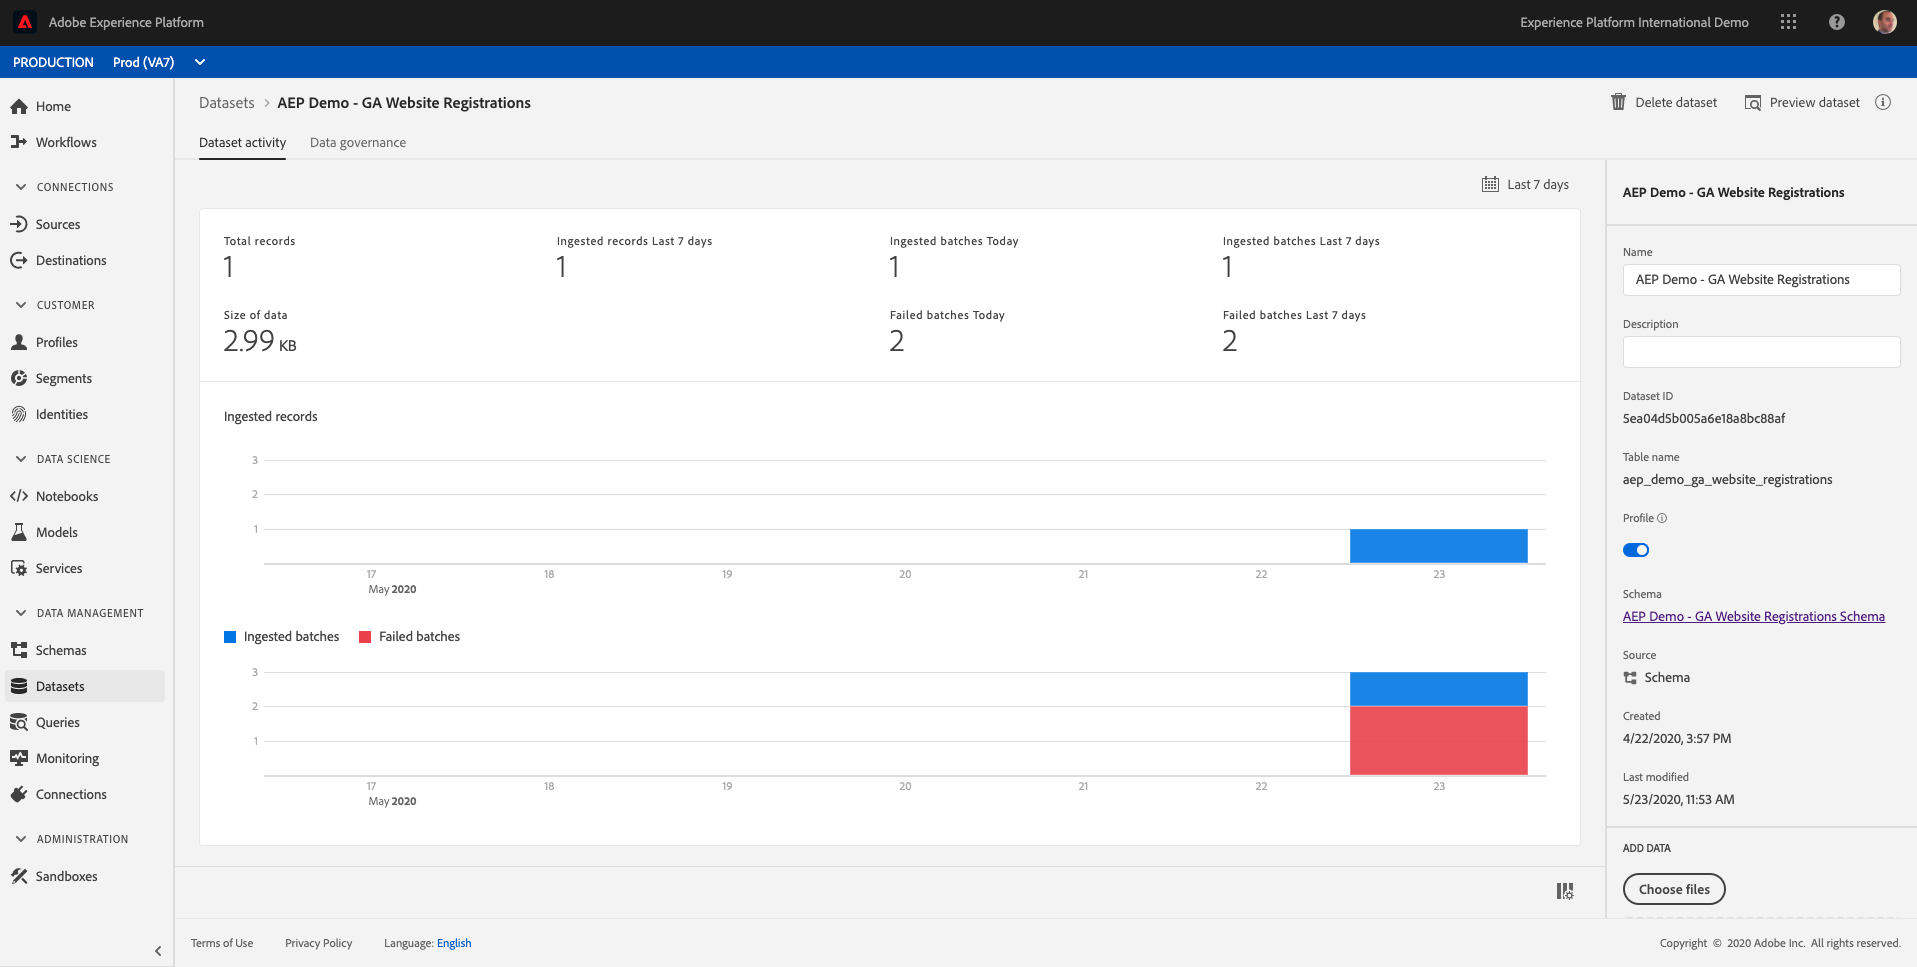 Adobe Experience Platform
Experience Platform International Demo
PRODUCTION Prod (VA7)
Home
Workflows
CONNECTIONS
Sources
Destinations
CUSTOMER
Profiles
Segments
Identities
DATA SCIENCE
Notebooks
Models
Services
DATA MANAGEMENT
Schemas
Datasets
Queries
Monitoring
Connections
ADMINISTRATION
Sandboxes
Datasets > AEP Demo - GA Website Registrations
Delete dataset
Preview dataset
Dataset activity
Data governance
Last 7 days
Total records
1
Ingested records Last 7 days
1
Ingested batches Today
1
Ingested batches Last 7 days
1
Size of data
2.99 KB
Failed batches Today
2
Failed batches Last 7 days
2
Ingested records
3
2
1
17 18 19 20 21 22 23
May 2020
Ingested batches Failed batches
3
2
1
17 18 19 20 21 22 23
May 2020
AEP Demo - GA Website Registrations
Name
AEP Demo - GA Website Registrations
Description
Dataset ID
5ea04d5b005a6e18a8bc88af
Table name
aep_demo_ga_website_registrations
Profile
Schema
AEP Demo - GA Website Registrations Schema
Source
Schema
Created
4/22/2020, 3:57 PM
Last modified
5/23/2020, 11:53 AM
ADD DATA
Choose files
Terms of Use Privacy Policy Language: English
Copyright © 2020 Adobe Inc. All rights reserved.